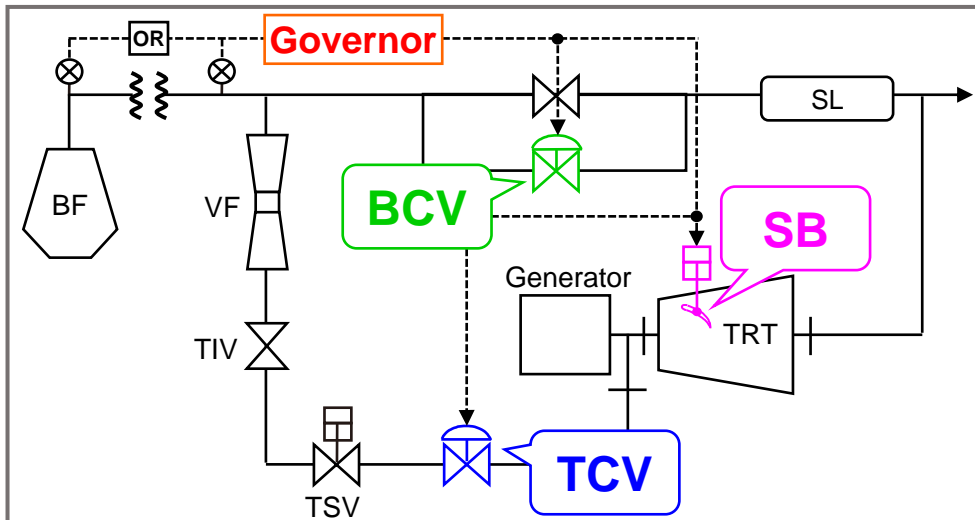 OR
Governor
SL
BF
VF
BCV
SB
Generator
TRT
TIV
TCV
TSV